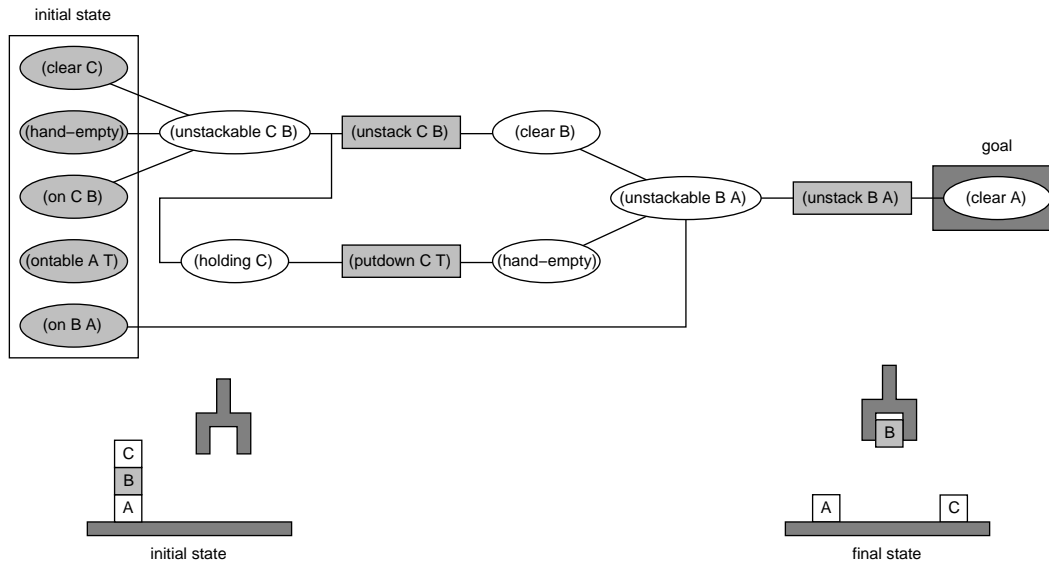 initial state
(clear C)
(hand−empty)
(on C B)
(ontable A T)
(on B A)
(unstackable C B)
(unstack C B)
(clear B)
(holding C)
(putdown C T)
(hand−empty)
(unstackable B A)
(unstack B A)
goal
(clear A)
C
B
A
initial state
B
A
C
final state